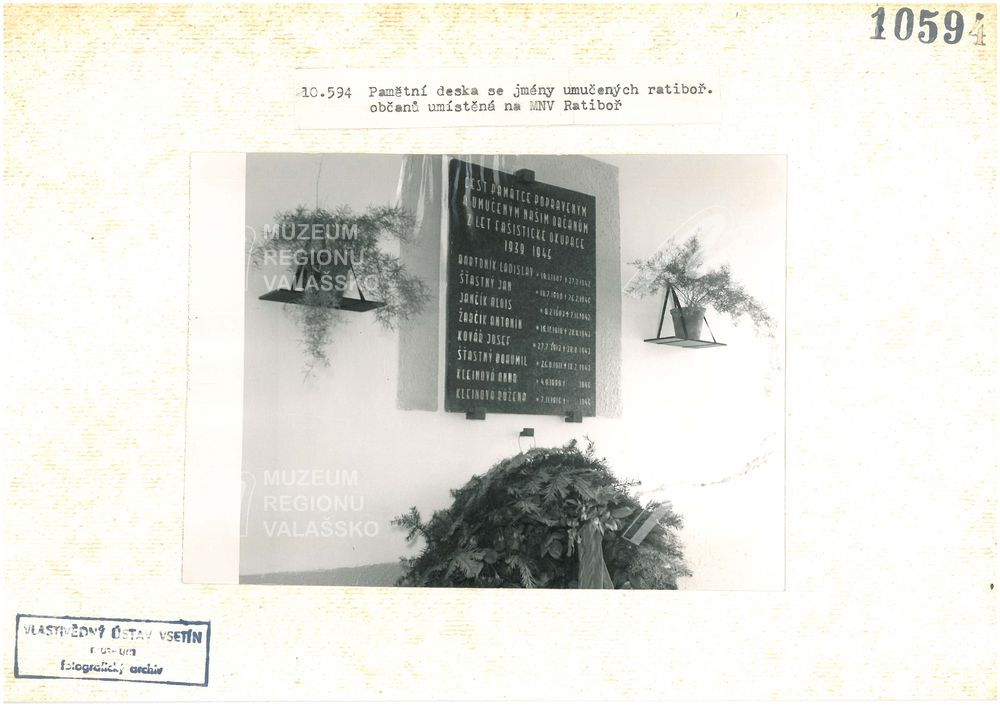 10594
10.594 Pamětní deska se jmény umučených ratiboř.
občanů umístěná na MNV Ratiboř
ČEST PAMÁTCE POPRAVENÝM
A UMUČENÝM NAŠIM OBČANŮM
Z LET FAŠISTICKÉ OKUPACE
1939 1945
BARTONÍK LADISLAV
ŠŤASTNÝ JAN
JANČÍK ALOIS
ŽARČÍK ANTONÍN
KOVÁŘ JOSEF
ŠŤASTNÝ BOHUMIL
KLEINOVÁ ANNA
KLEINOVÁ RŮŽENA
MUZEUM
REGIONU
VALAŠSKO
MUZEUM
REGIONU
VALAŠSKO
VLASTIVĚDNÝ ÚSTAV VSETÍN
fotografický archiv